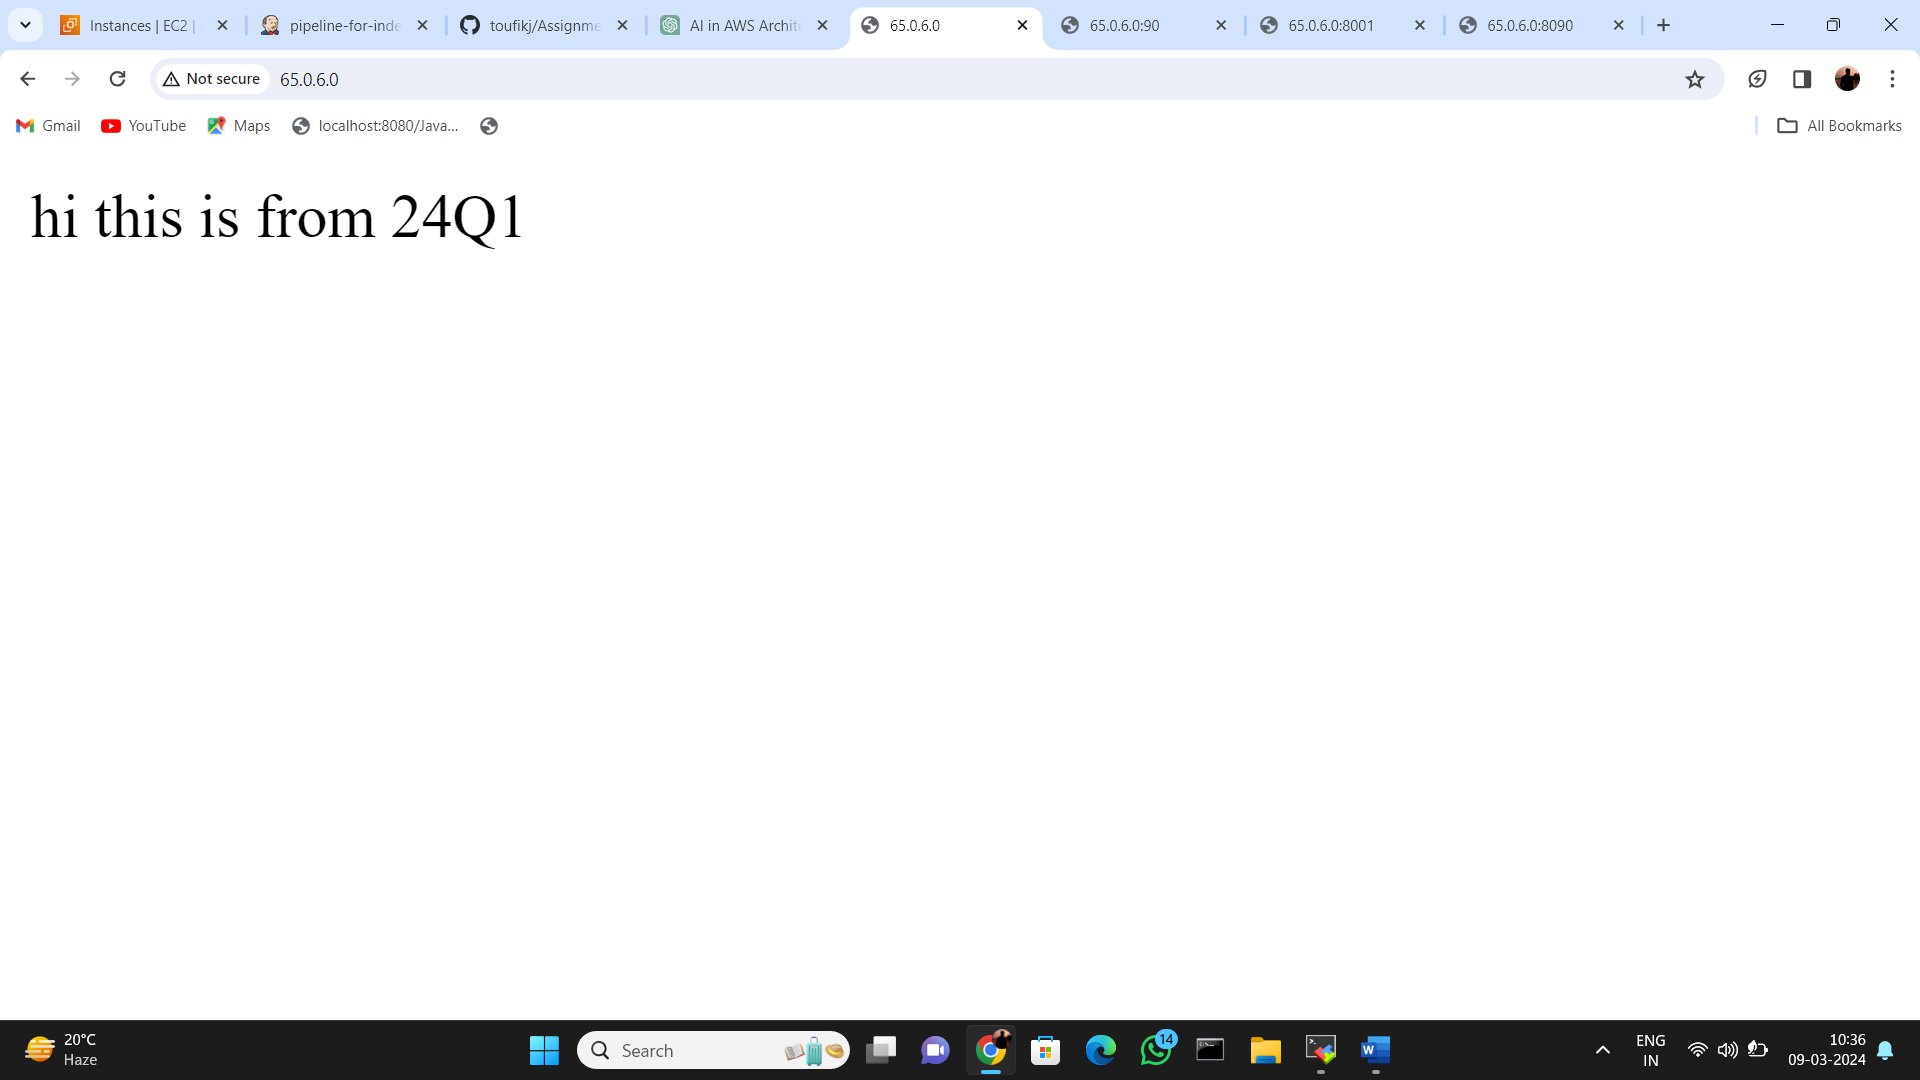 Instances | EC2 |
pipeline-for-inde
toufikj/Assignme
AI in AWS Archite
65.0.6.0
65.0.6.0:90
65.0.6.0:8001
65.0.6.0:8090
Not secure
65.0.6.0
Gmail
YouTube
Maps
localhost:8080/Java...
All Bookmarks
hi this is from 24Q1
20°C
Haze
Search
14
ENG
IN
10:36
09-03-2024